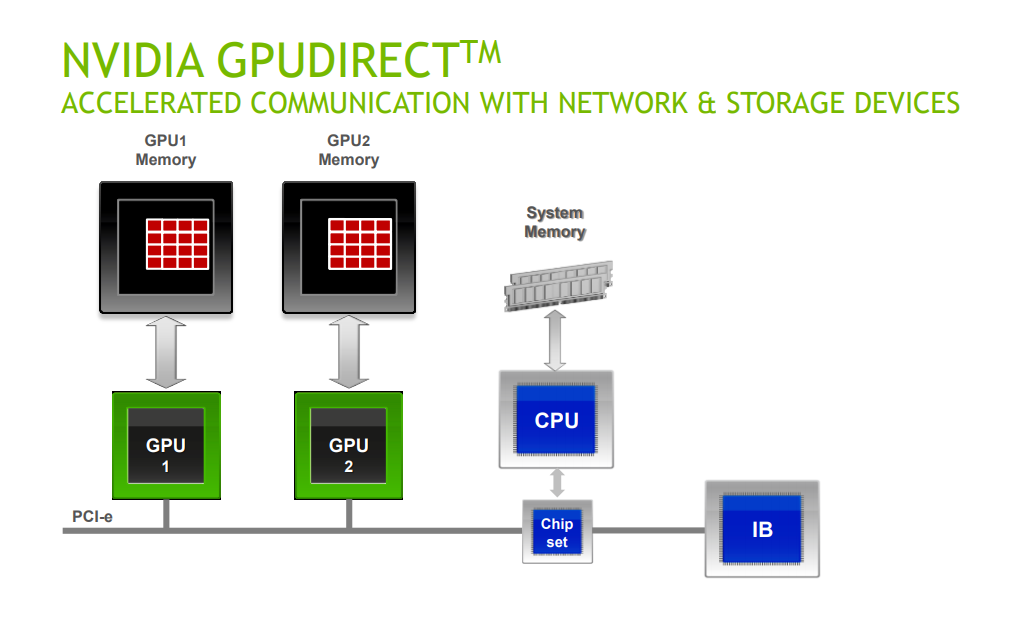 NVIDIA GPUDIRECT™
ACCELERATED COMMUNICATION WITH NETWORK & STORAGE DEVICES
GPU1
Memory
GPU2
Memory
System
Memory
CPU
GPU
1
GPU
2
PCI-e
Chip
set
IB